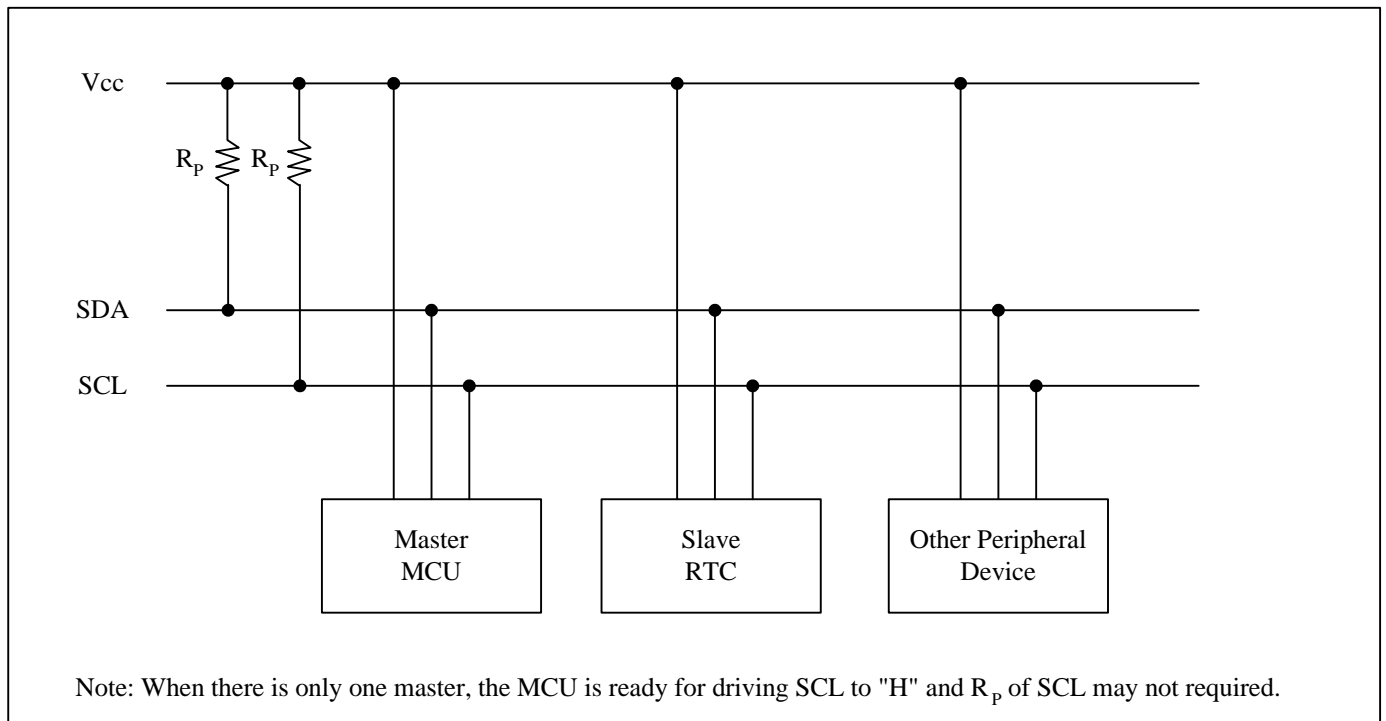 Vcc
R_P R_P
SDA
SCL
Master
MCU
Slave
RTC
Other Peripheral
Device
Note: When there is only one master, the MCU is ready for driving SCL to "H" and R_P of SCL may not required.